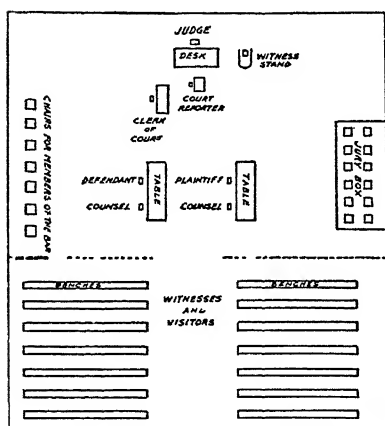 JUDGE
DESK
WITNESS
STAND
COURT
REPORTER
CLERK
OF
COURT
CHAIRS FOR MEMBERS OF THE BAR
JURY BOX
DEFENDANT
COUNSEL
TABLE
PLAINTIFF
COUNSEL
TABLE
BENCHES
WITNESSES
AND
VISITORS
BENCHES